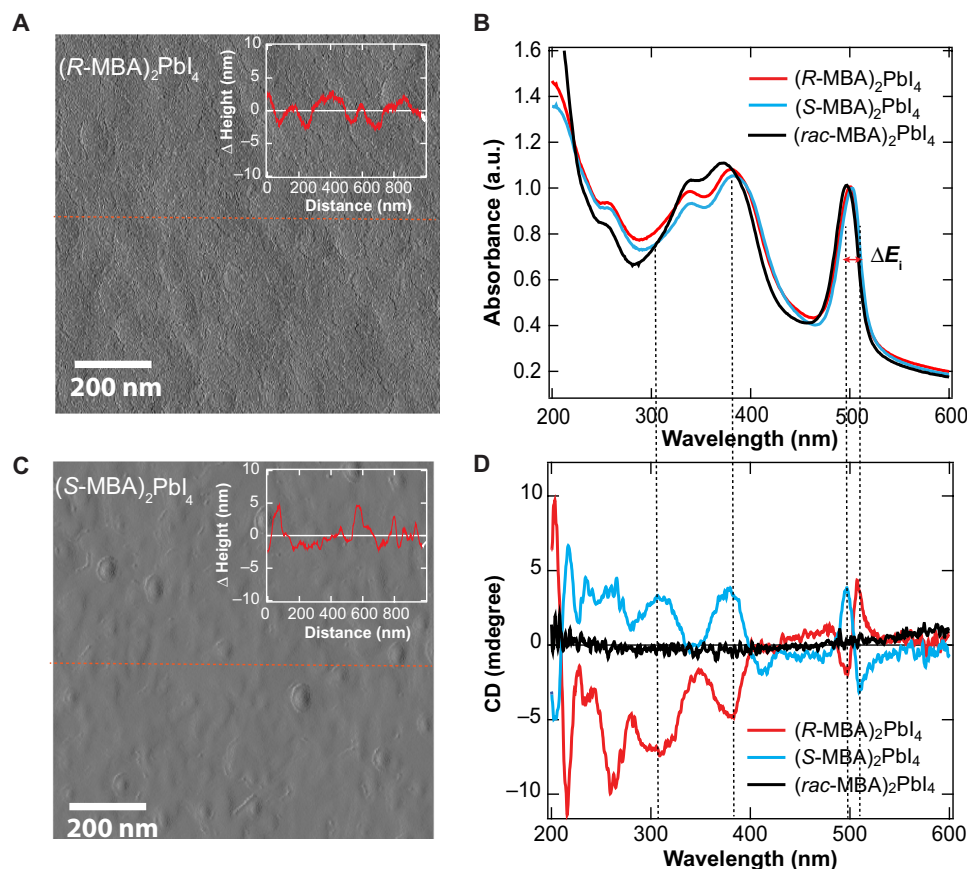 A
(R-MBA)₂PbI₄
10
5
0
−5
−10
Δ Height (nm)
0 200 400 600 800
Distance (nm)
200 nm
B
1.6
1.4
1.2
1.0
0.8
0.6
0.4
0.2
Absorbance (a.u.)
(R-MBA)₂PbI₄
(S-MBA)₂PbI₄
(rac-MBA)₂PbI₄
ΔEᵢ
200 300 400 500 600
Wavelength (nm)
C
(S-MBA)₂PbI₄
10
5
0
−5
−10
Δ Height (nm)
0 200 400 600 800
Distance (nm)
200 nm
D
10
5
0
−5
−10
CD (mdegree)
(R-MBA)₂PbI₄
(S-MBA)₂PbI₄
(rac-MBA)₂PbI₄
200 300 400 500 600
Wavelength (nm)